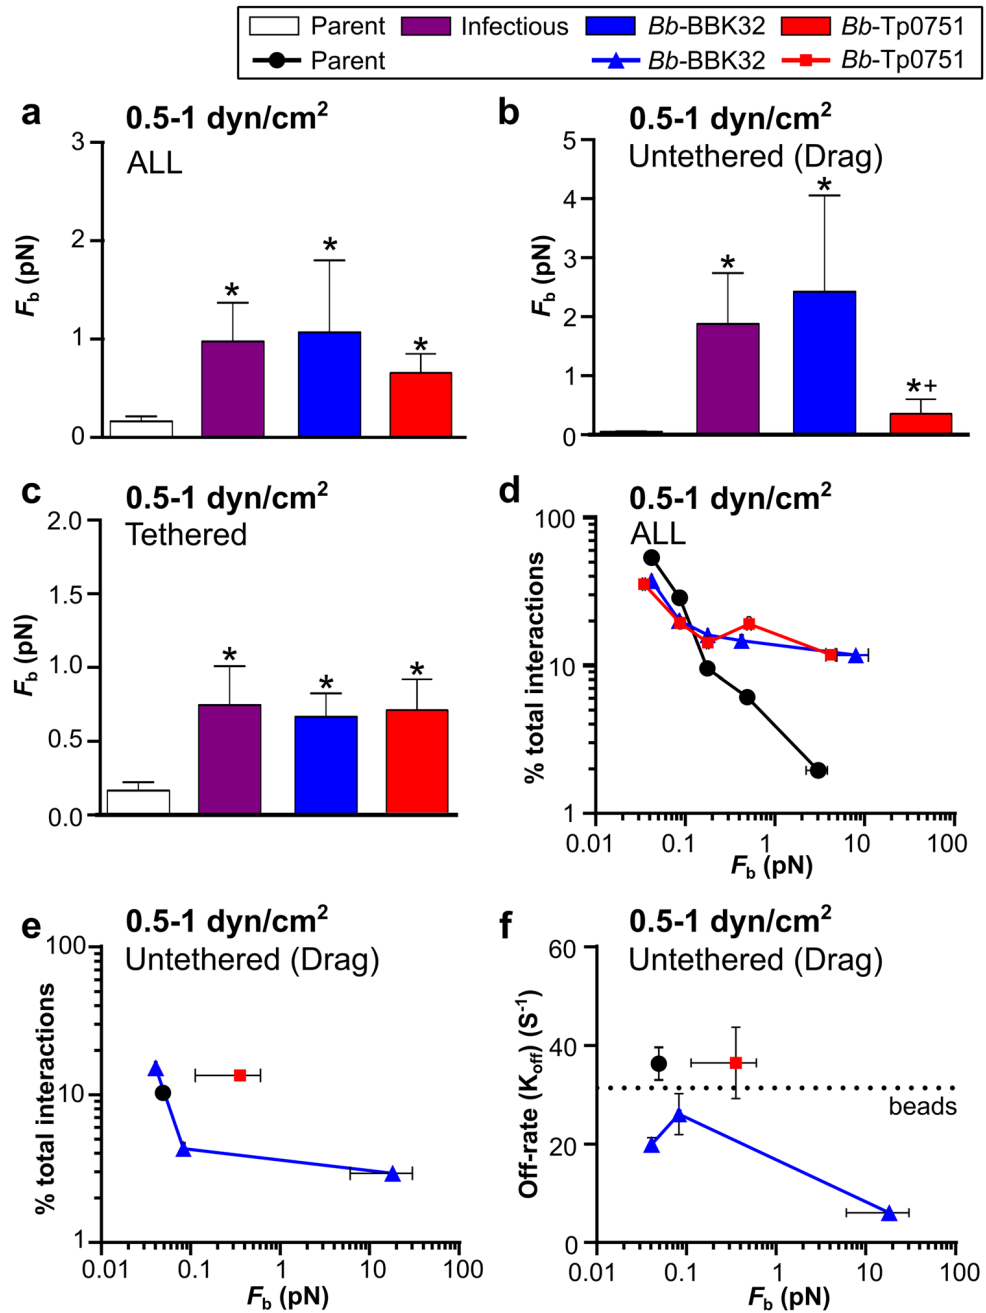 Parent Infectious Bb-BBK32 Bb-Tp0751
Parent Bb-BBK32 Bb-Tp0751
a
0.5-1 dyn/cm²
ALL
Fb (pN)
3
2
1
0
b
0.5-1 dyn/cm²
Untethered (Drag)
Fb (pN)
5
4
3
2
1
0
*
*
*
*
*
*+
c
0.5-1 dyn/cm²
Tethered
Fb (pN)
2.0
1.5
1.0
0.5
0.0
*
*
*
d
0.5-1 dyn/cm²
ALL
% total interactions
100
10
1
0.01 0.1 1 10 100
Fb (pN)
e
0.5-1 dyn/cm²
Untethered (Drag)
% total interactions
100
10
1
0.01 0.1 1 10 100
Fb (pN)
f
0.5-1 dyn/cm²
Untethered (Drag)
Off-rate (Koff) (S⁻¹)
60
40
20
0
beads
0.01 0.1 1 10 100
Fb (pN)